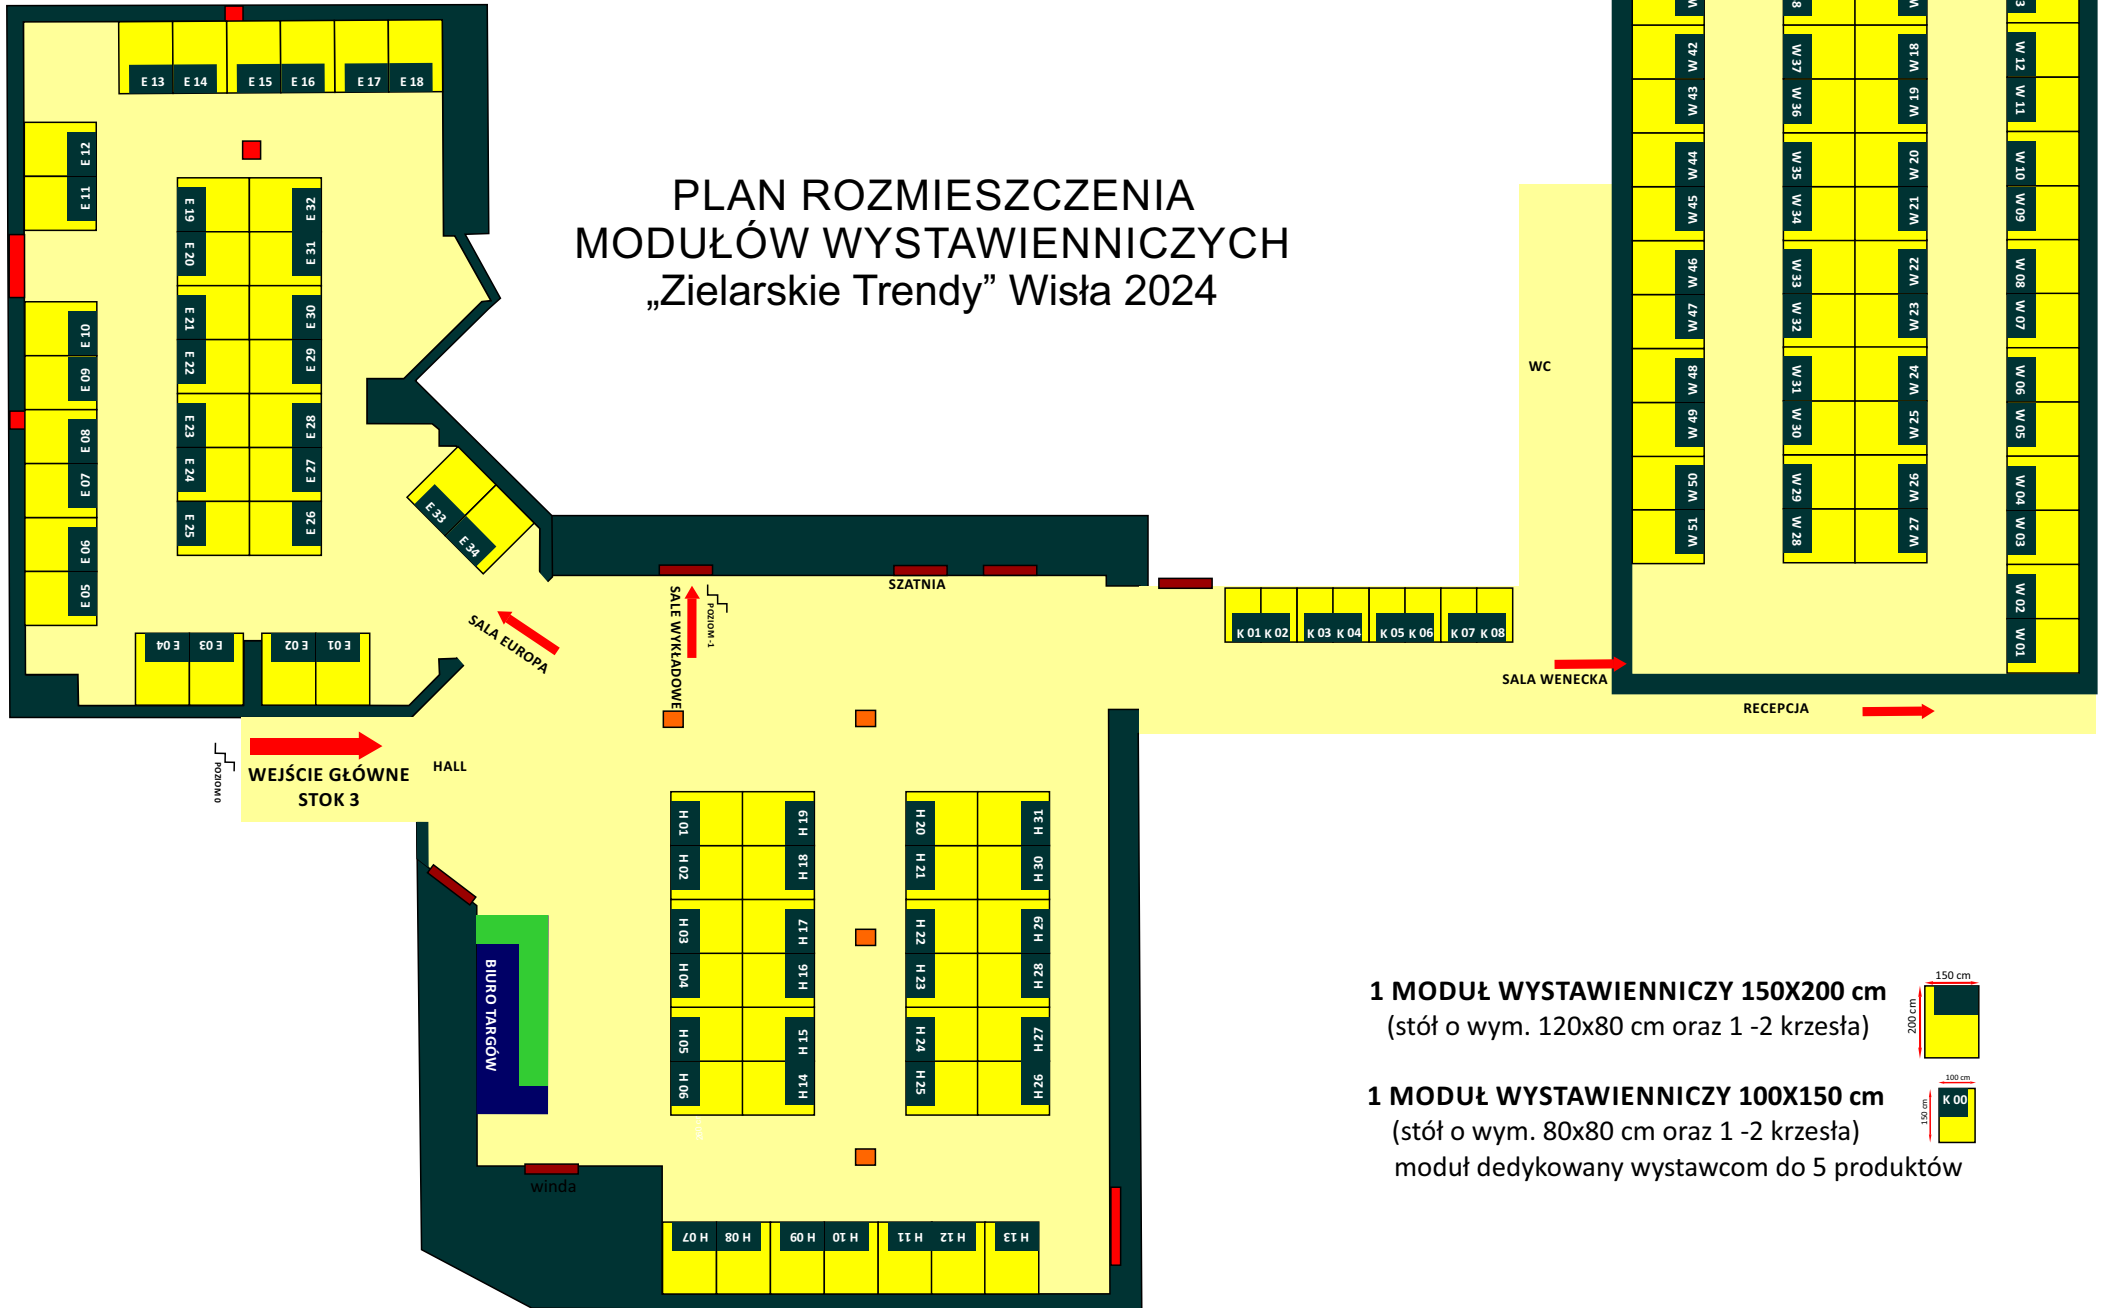 PLAN ROZMIESZCZENIA
MODUŁÓW WYSTAWIENNICZYCH
„Zielarskie Trendy” Wisła 2024
E 13
E 14
E 15
E 16
E 17
E 18
E 12
E 11
E 10
E 09
E 08
E 07
E 06
E 05
E 04
E 03
E 02
E 01
E 19
E 20
E 21
E 22
E 23
E 24
E 25
E 32
E 31
E 30
E 29
E 28
E 27
E 26
E 33
E 34
SALA EUROPA
SALE WYKŁADOWE
POZIOM -1
SZATNIA
WEJŚCIE GŁÓWNE
STOK 3
POZIOM 0
HALL
BIURO TARGÓW
winda
H 01
H 02
H 03
H 04
H 05
H 06
H 19
H 18
H 17
H 16
H 15
H 14
H 20
H 21
H 22
H 23
H 24
H 25
H 31
H 30
H 29
H 28
H 27
H 26
H 07
H 08
H 09
H 10
H 11
H 12
H 13
K 01
K 02
K 03
K 04
K 05
K 06
K 07
K 08
WC
SALA WENECKA
RECEPCJA
W 42
W 43
W 44
W 45
W 46
W 47
W 48
W 49
W 50
W 51
W 37
W 36
W 35
W 34
W 33
W 32
W 31
W 30
W 29
W 28
W 18
W 19
W 20
W 21
W 22
W 23
W 24
W 25
W 26
W 27
W 12
W 11
W 10
W 09
W 08
W 07
W 06
W 05
W 04
W 03
W 02
W 01
1 MODUŁ WYSTAWIENNICZY 150X200 cm
(stół o wym. 120x80 cm oraz 1 -2 krzesła)
150 cm
200 cm
1 MODUŁ WYSTAWIENNICZY 100X150 cm
(stół o wym. 80x80 cm oraz 1 -2 krzesła)
moduł dedykowany wystawcom do 5 produktów
100 cm
150 cm
K 00